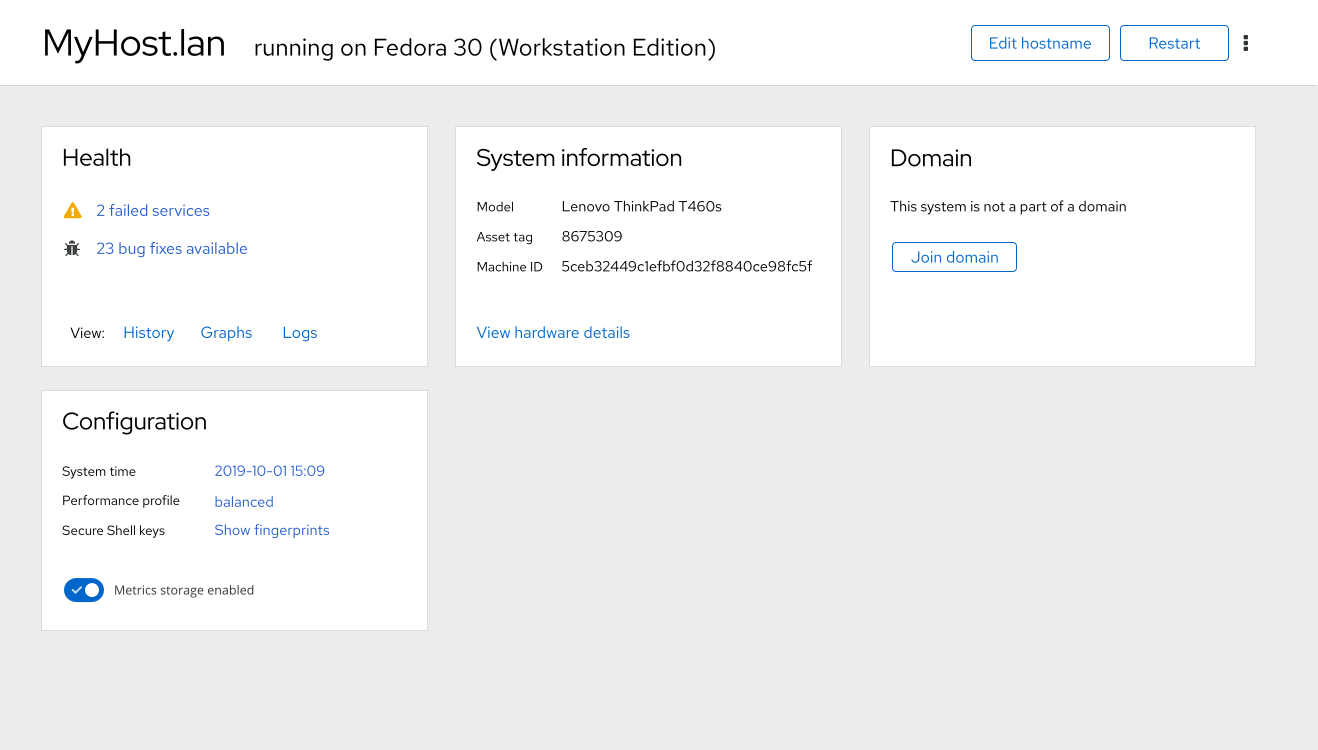 MyHost.lan running on Fedora 30 (Workstation Edition)
Edit hostname
Restart
Health
2 failed services
23 bug fixes available
View: History Graphs Logs
System information
Model Lenovo ThinkPad T460s
Asset tag 8675309
Machine ID 5ceb32449c1efbf0d32f8840ce98fc5f
View hardware details
Domain
This system is not a part of a domain
Join domain
Configuration
System time 2019-10-01 15:09
Performance profile balanced
Secure Shell keys Show fingerprints
Metrics storage enabled